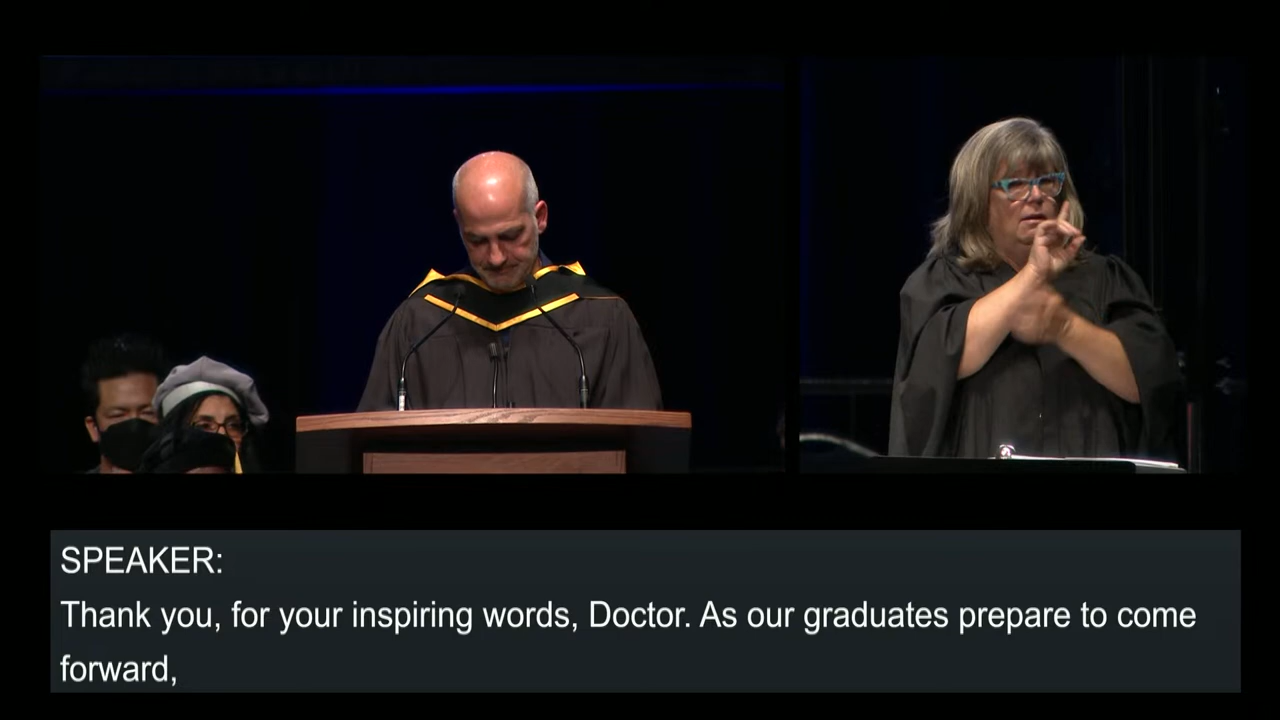 SPEAKER:
Thank you, for your inspiring words, Doctor. As our graduates prepare to come
forward,